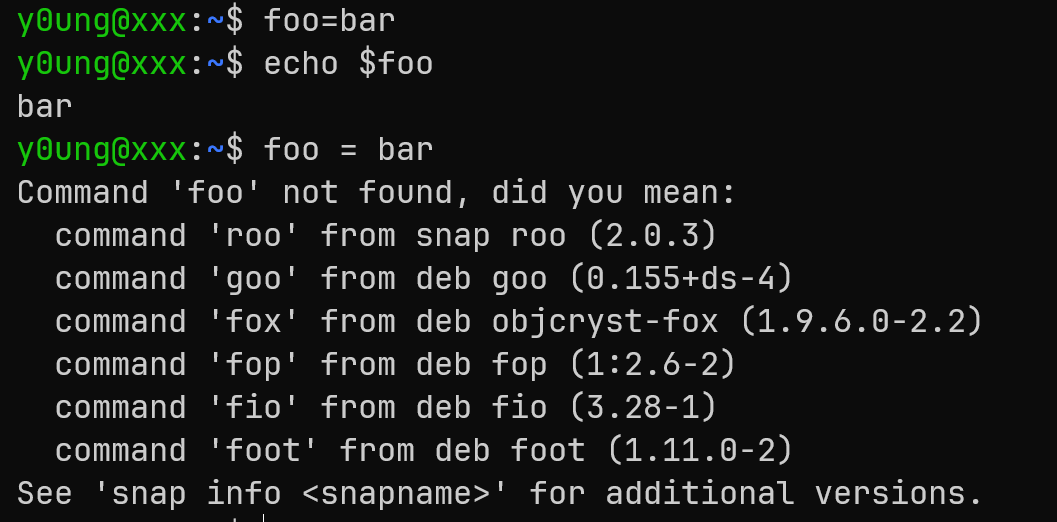 y0ung@xxx:~$ foo=bar
y0ung@xxx:~$ echo $foo
bar
y0ung@xxx:~$ foo = bar
Command 'foo' not found, did you mean:
  command 'roo' from snap roo (2.0.3)
  command 'goo' from deb goo (0.155+ds-4)
  command 'fox' from deb objcryst-fox (1.9.6.0-2.2)
  command 'fop' from deb fop (1:2.6-2)
  command 'fio' from deb fio (3.28-1)
  command 'foot' from deb foot (1.11.0-2)
See 'snap info <snapname>' for additional versions.